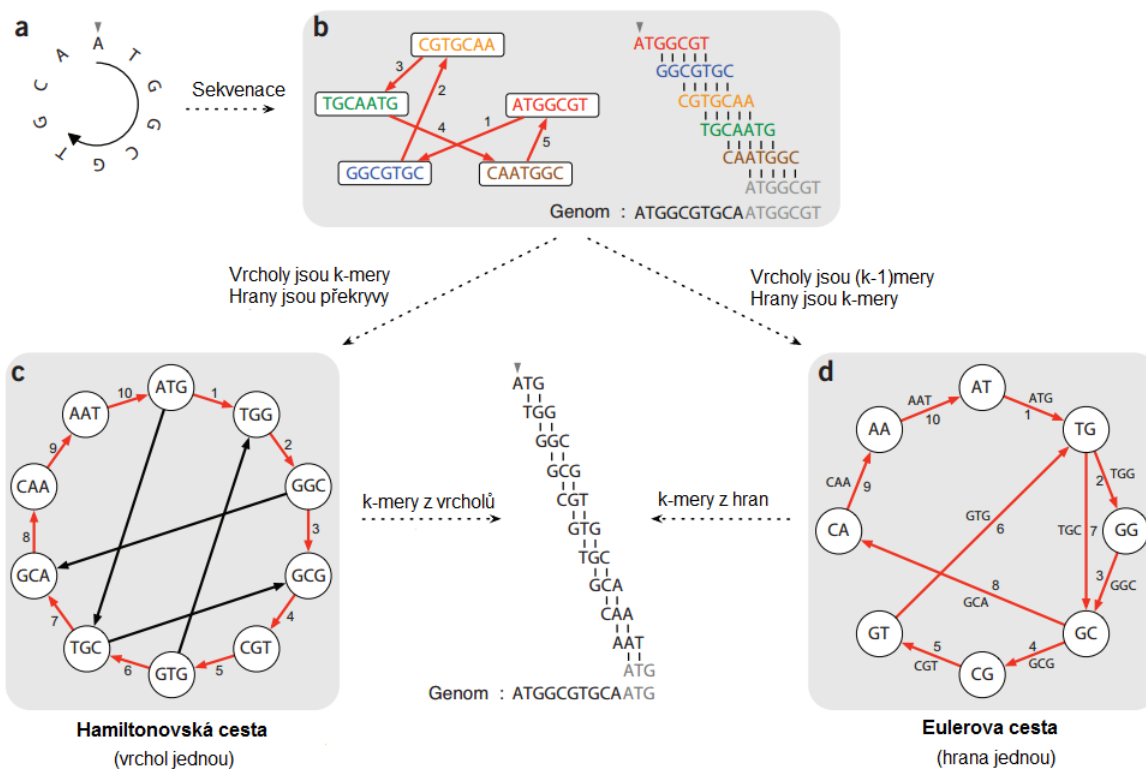 a
A
T
G
G
C
G
T
G
C
A
Sekvenace
b
CGTGCAA
3
2
TGCAATG
ATGGCGT
4
1
5
GGCGTGC
CAATGGC
ATGGCGT
GGCGTGC
CGTGCAA
TGCAATG
CAATGGC
ATGGCGT
Genom : ATGGCGTGCAATGGCGT
Vrcholy jsou k-mery
Hrany jsou překryvy
Vrcholy jsou (k-1)mery
Hrany jsou k-mery
c
ATG
10
1
AAT
TGG
9
2
CAA
GGC
8
3
GCA
GCG
7
4
TGC
CGT
6
5
GTG
Hamiltonovská cesta
(vrchol jednou)
k-mery z vrcholů
ATG
TGG
GGC
GCG
CGT
GTG
TGC
GCA
CAA
AAT
ATG
Genom : ATGGCGTGCAATG
k-mery z hran
d
AT
AAT
10
ATG
1
AA
TG
CAA
9
2
TGG
GTG
6
TGC
7
CA
GG
8
GCA
3
GGC
GT
GC
5
CGT
4
GCG
CG
Eulerova cesta
(hrana jednou)